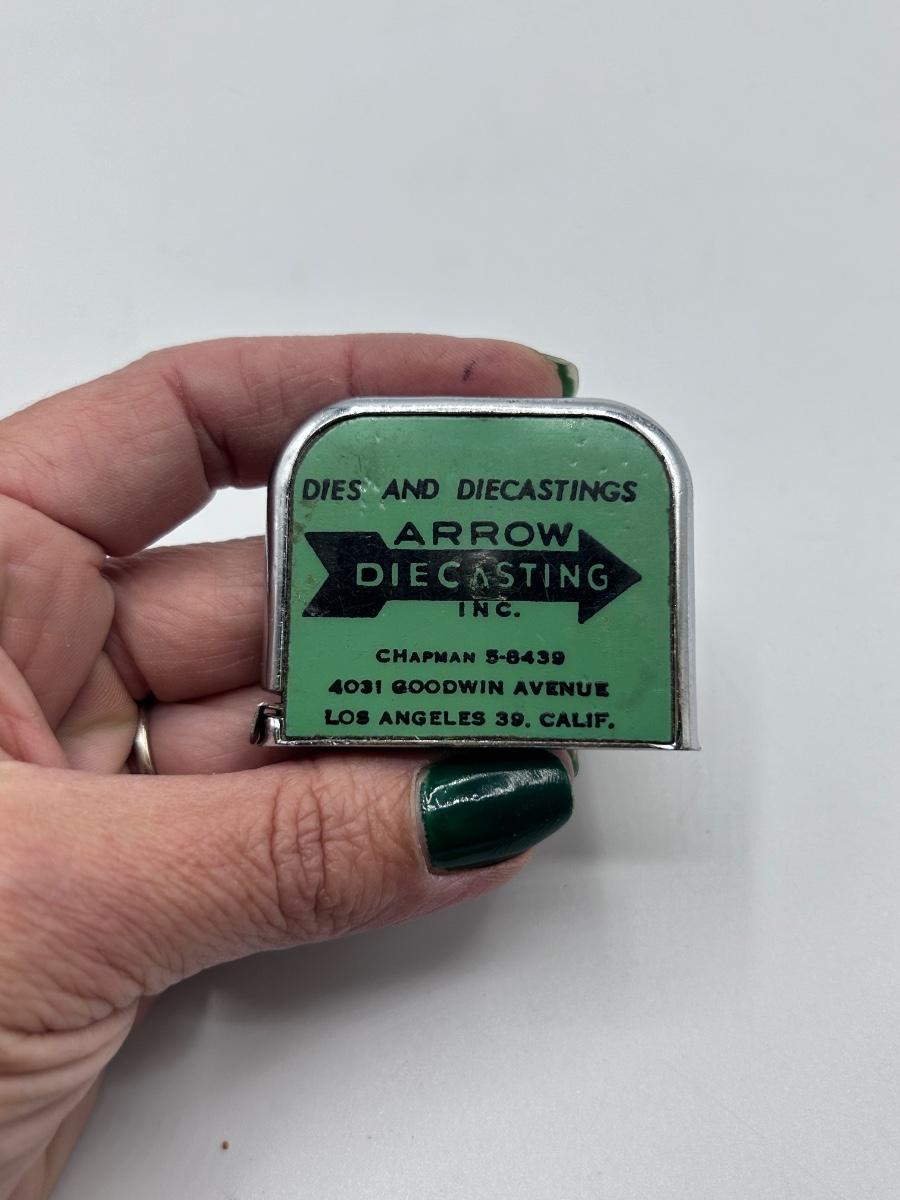 DIES AND DIECASTINGS
ARROW
DIECASTING
INC.
CHAPMAN 5-8439
4031 GOODWIN AVENUE
LOS ANGELES 39. CALIF.